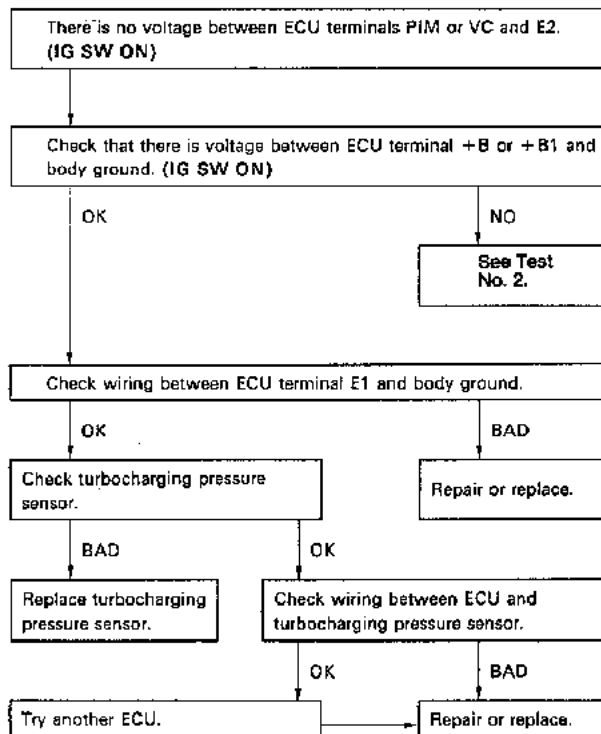 There is no voltage between ECU terminals PIM or VC and E2.
(IG SW ON)
Check that there is voltage between ECU terminal +B or +B1 and
body ground. (IG SW ON)
OK
NO
See Test
No. 2.
Check wiring between ECU terminal E1 and body ground.
OK
BAD
Check turbocharging pressure
sensor.
Repair or replace.
BAD
OK
Replace turbocharging
pressure sensor.
Check wiring between ECU and
turbocharging pressure sensor.
OK
BAD
Try another ECU.
Repair or replace.